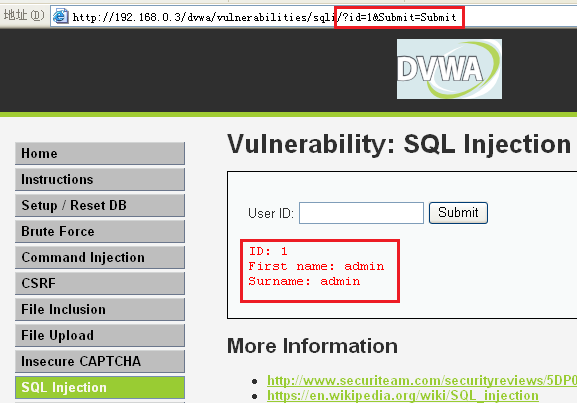 地址(D) http://192.168.0.3/dvwa/vulnerabilities/sqli/?id=1&Submit=Submit
DVWA
Vulnerability: SQL Injection
Home
Instructions
Setup / Reset DB
Brute Force
Command Injection
CSRF
File Inclusion
File Upload
Insecure CAPTCHA
SQL Injection
User ID: Submit
ID: 1
First name: admin
Surname: admin
More Information
http://www.securiteam.com/securityreviews/5DP0
https://en.wikipedia.org/wiki/SQL_injection